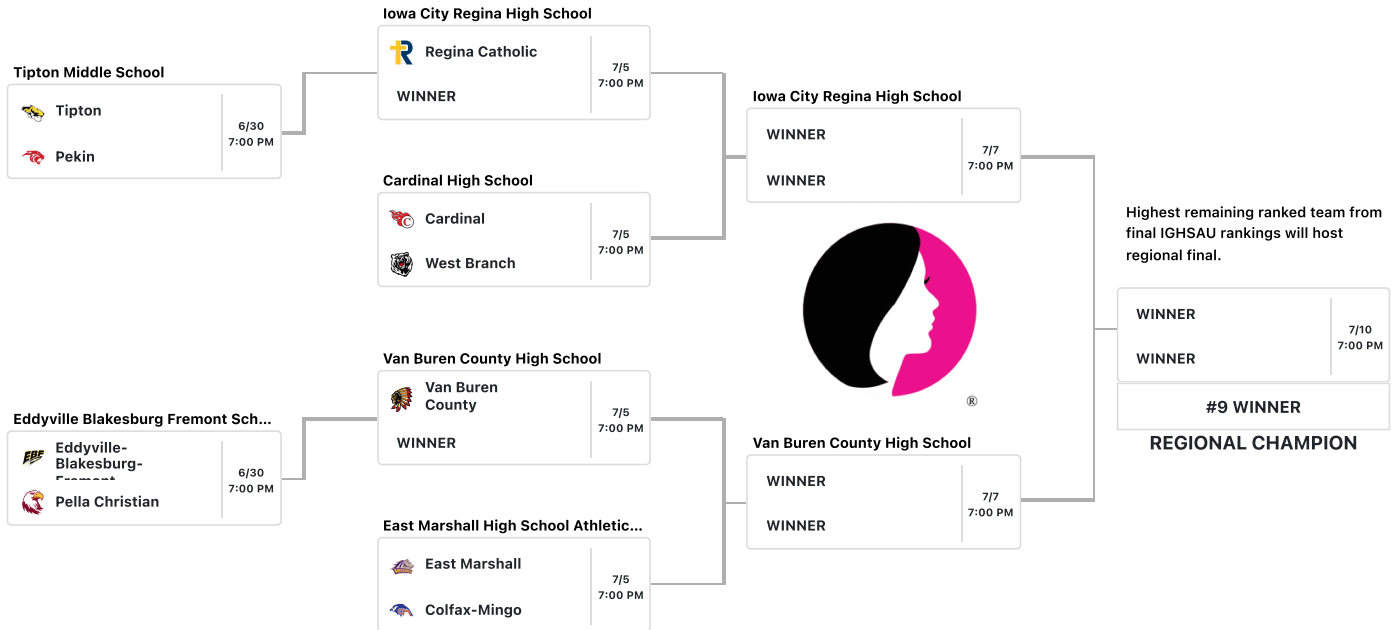 Iowa City Regina High School
Regina Catholic
WINNER
7/5
7:00 PM
Tipton Middle School
Tipton
Pekin
6/30
7:00 PM
Cardinal High School
Cardinal
West Branch
7/5
7:00 PM
Iowa City Regina High School
WINNER
WINNER
7/7
7:00 PM
Van Buren County High School
Van Buren
County
WINNER
7/5
7:00 PM
Eddyville Blakesburg Fremont Sch...
EBF
Eddyville-
Blakesburg-
Fremont
Pella Christian
6/30
7:00 PM
East Marshall High School Athletic...
East Marshall
Colfax-Mingo
7/5
7:00 PM
®
Van Buren County High School
WINNER
WINNER
7/7
7:00 PM
Highest remaining ranked team from
final IGHSAU rankings will host
regional final.
WINNER
WINNER
7/10
7:00 PM
#9 WINNER
REGIONAL CHAMPION